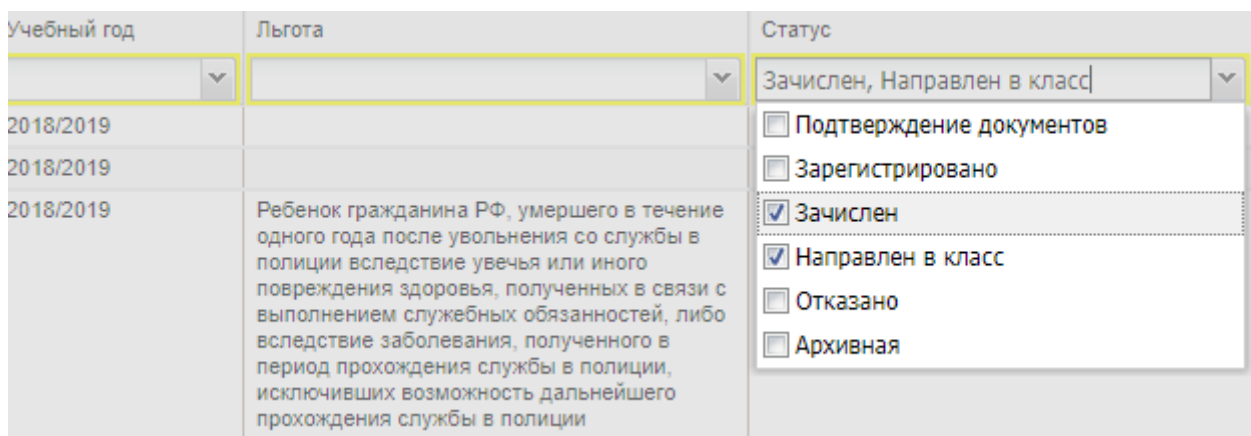 Учебный год Льгота Статус
Зачислен, Направлен в класс
2018/2019
Подтверждение документов
2018/2019
Зарегистрировано
2018/2019
Ребенок гражданина РФ, умершего в течение
одного года после увольнения со службы в
полиции вследствие увечья или иного
повреждения здоровья, полученных в связи с
выполнением служебных обязанностей, либо
вследствие заболевания, полученного в
период прохождения службы в полиции,
исключивших возможность дальнейшего
прохождения службы в полиции
Зачислен
Направлен в класс
Отказано
Архивная